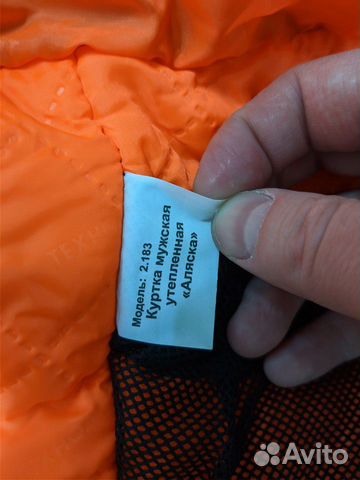 Модель: 2.183
Куртка мужская
утепленная
«Аляска»
Avito